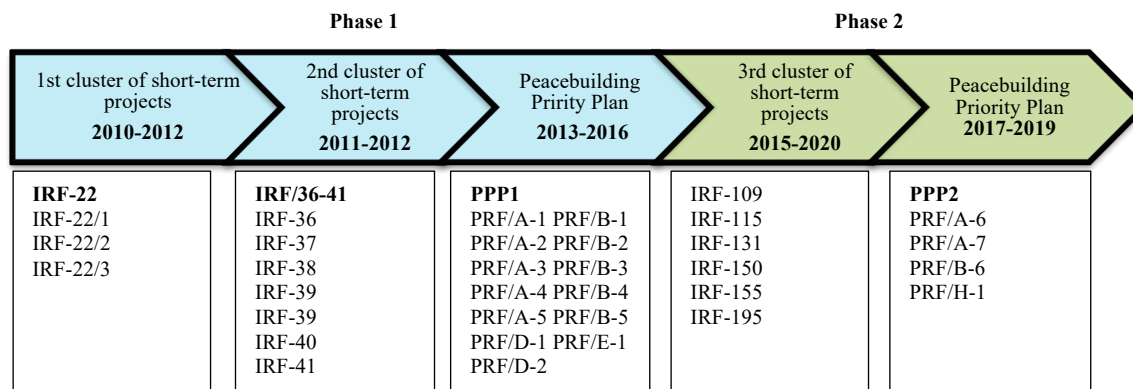 Phase 1
Phase 2
1st cluster of short-term
projects
2010-2012
2nd cluster of
short-term
projects
2011-2012
Peacebuilding
Pririty Plan
2013-2016
3rd cluster of
short-term
projects
2015-2020
Peacebuilding
Priority Plan
2017-2019
IRF-22
IRF-22/1
IRF-22/2
IRF-22/3
IRF/36-41
IRF-36
IRF-37
IRF-38
IRF-39
IRF-39
IRF-40
IRF-41
PPP1
PRF/A-1 PRF/B-1
PRF/A-2 PRF/B-2
PRF/A-3 PRF/B-3
PRF/A-4 PRF/B-4
PRF/A-5 PRF/B-5
PRF/D-1 PRF/E-1
PRF/D-2
IRF-109
IRF-115
IRF-131
IRF-150
IRF-155
IRF-195
PPP2
PRF/A-6
PRF/A-7
PRF/B-6
PRF/H-1